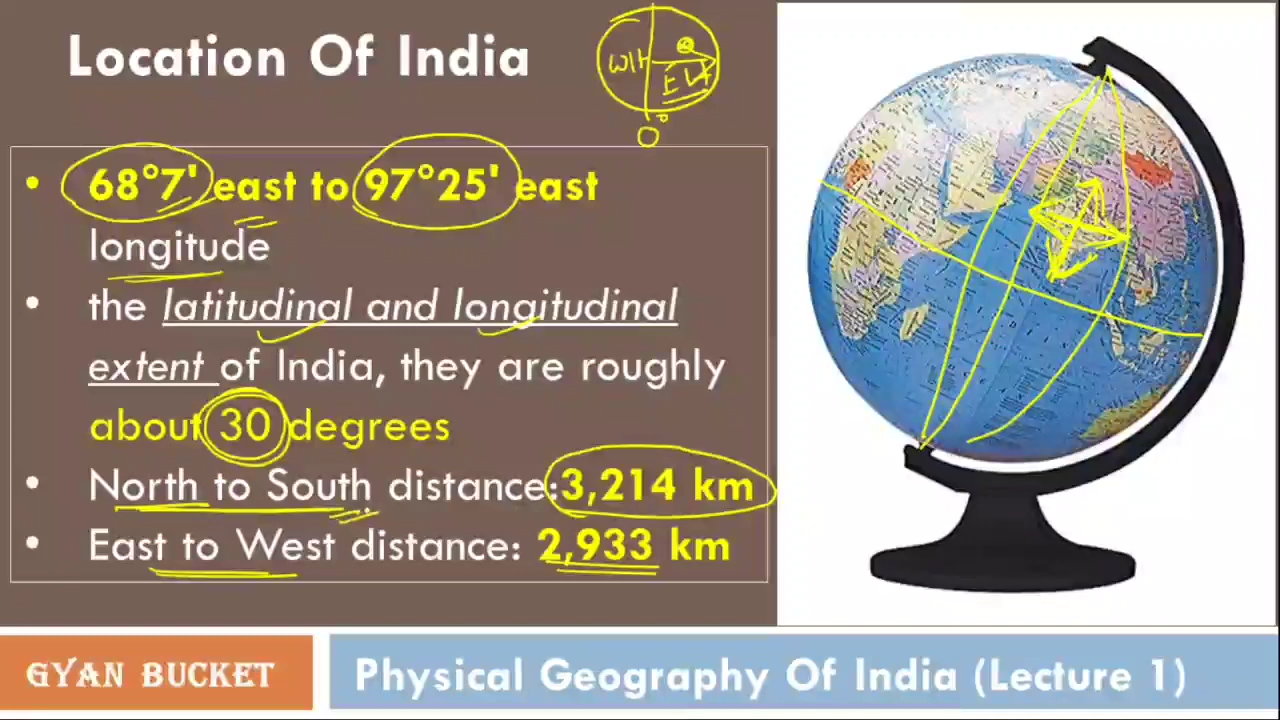 Location Of India
WH
E H
0°
• 68°7' east to 97°25' east
longitude
• the latitudinal and longitudinal
extent of India, they are roughly
about 30 degrees
• North to South distance:3,214 km
• East to West distance: 2,933 km
GYAN BUCKET
Physical Geography Of India (Lecture 1)